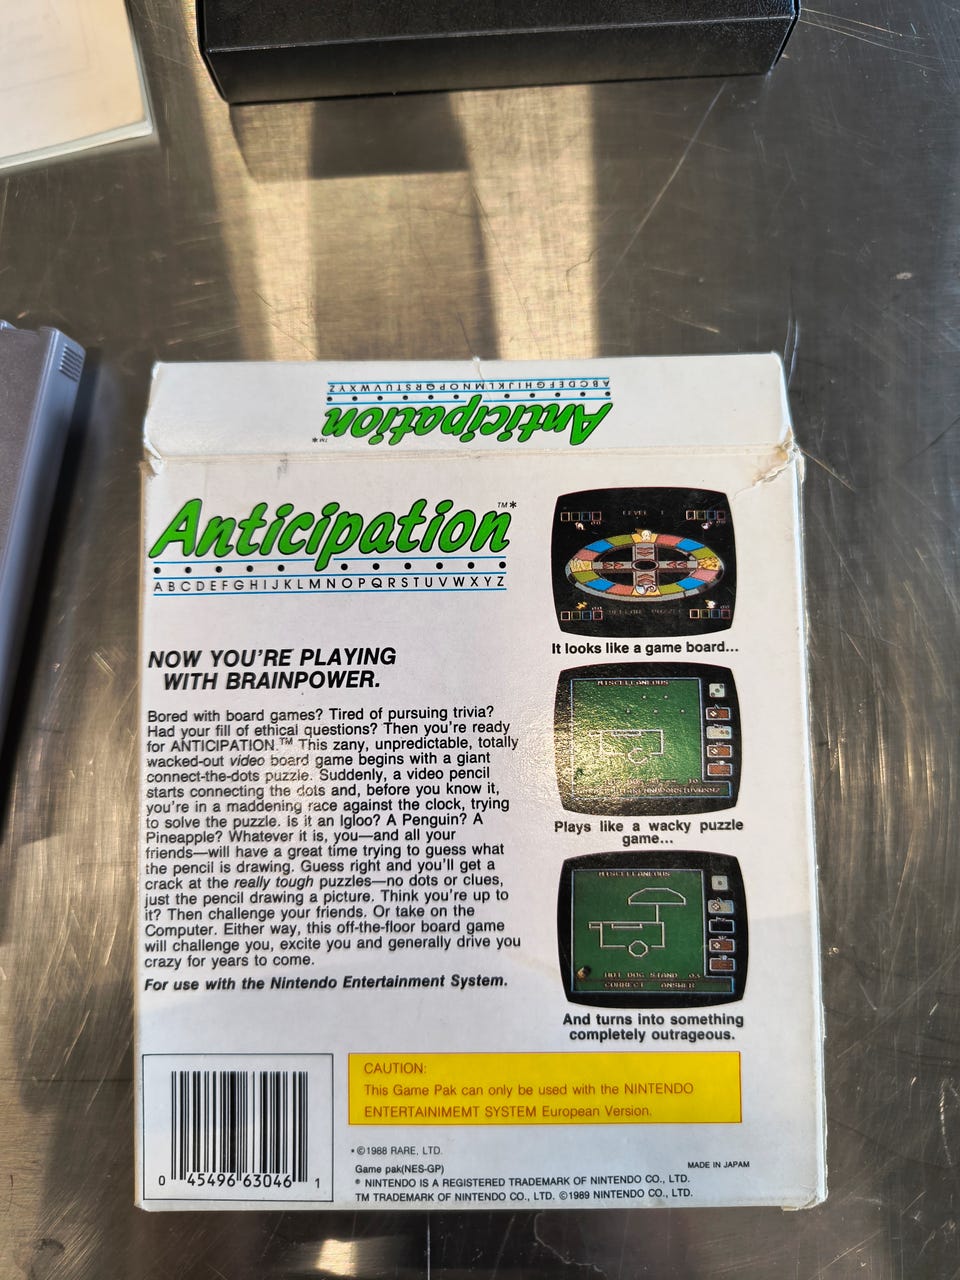 ABCDEFGHIJKLMNOPQRSTUVWXYZ
Anticipation™*
Anticipation™*
ABCDEFGHIJKLMNOPQRSTUVWXYZ
NOW YOU'RE PLAYING
WITH BRAINPOWER.
Bored with board games? Tired of pursuing trivia?
Had your fill of ethical questions? Then you're ready
for ANTICIPATION.™ This zany, unpredictable, totally
wacked-out video board game begins with a giant
connect-the-dots puzzle. Suddenly, a video pencil
starts connecting the dots and, before you know it,
you're in a maddening race against the clock, trying
to solve the puzzle. Is it an Igloo? A Penguin? A
Pineapple? Whatever it is, you—and all your
friends—will have a great time trying to guess what
the pencil is drawing. Guess right and you'll get a
crack at the really tough puzzles—no dots or clues,
just the pencil drawing a picture. Think you're up to
it? Then challenge your friends. Or take on the
Computer. Either way, this off-the-floor board game
will challenge you, excite you and generally drive you
crazy for years to come.
For use with the Nintendo Entertainment System.
LEVEL 1
It looks like a game board...
MISCELLANEOUS
Plays like a wacky puzzle
game...
MISCELLANEOUS
HOT DOG STAND 03
CORRECT ANSWER
And turns into something
completely outrageous.
CAUTION:
This Game Pak can only be used with the NINTENDO
ENTERTAINIMEMT SYSTEM European Version.
0 45496 63046 1
*©1988 RARE, LTD.
Game pak(NES-GP)
MADE IN JAPAM
® NINTENDO IS A REGISTERED TRADEMARK OF NINTENDO CO., LTD.
TM TRADEMARK OF NINTENDO CO., LTD. ©1989 NINTENDO CO., LTD.